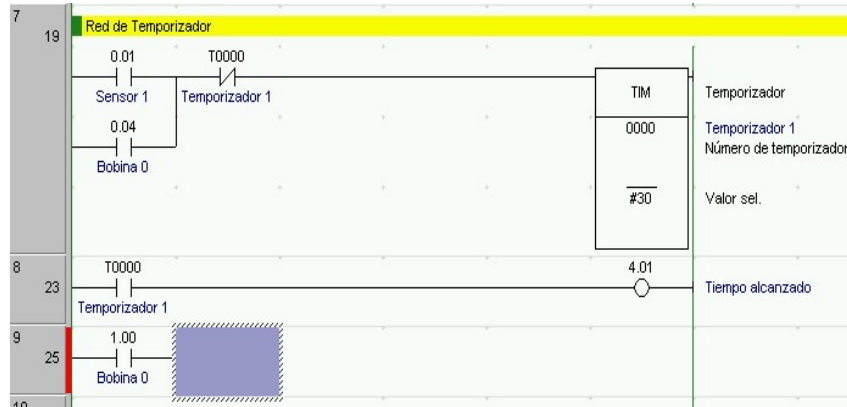 7
19
Red de Temporizador
0.01 T0000
Sensor 1 Temporizador 1
TIM Temporizador
0.04
Bobina 0
0000 Temporizador 1
Número de temporizador
#30 Valor sel.
8
23
T0000 4.01
Temporizador 1
Tiempo alcanzado
9
25
1.00
Bobina 0
10